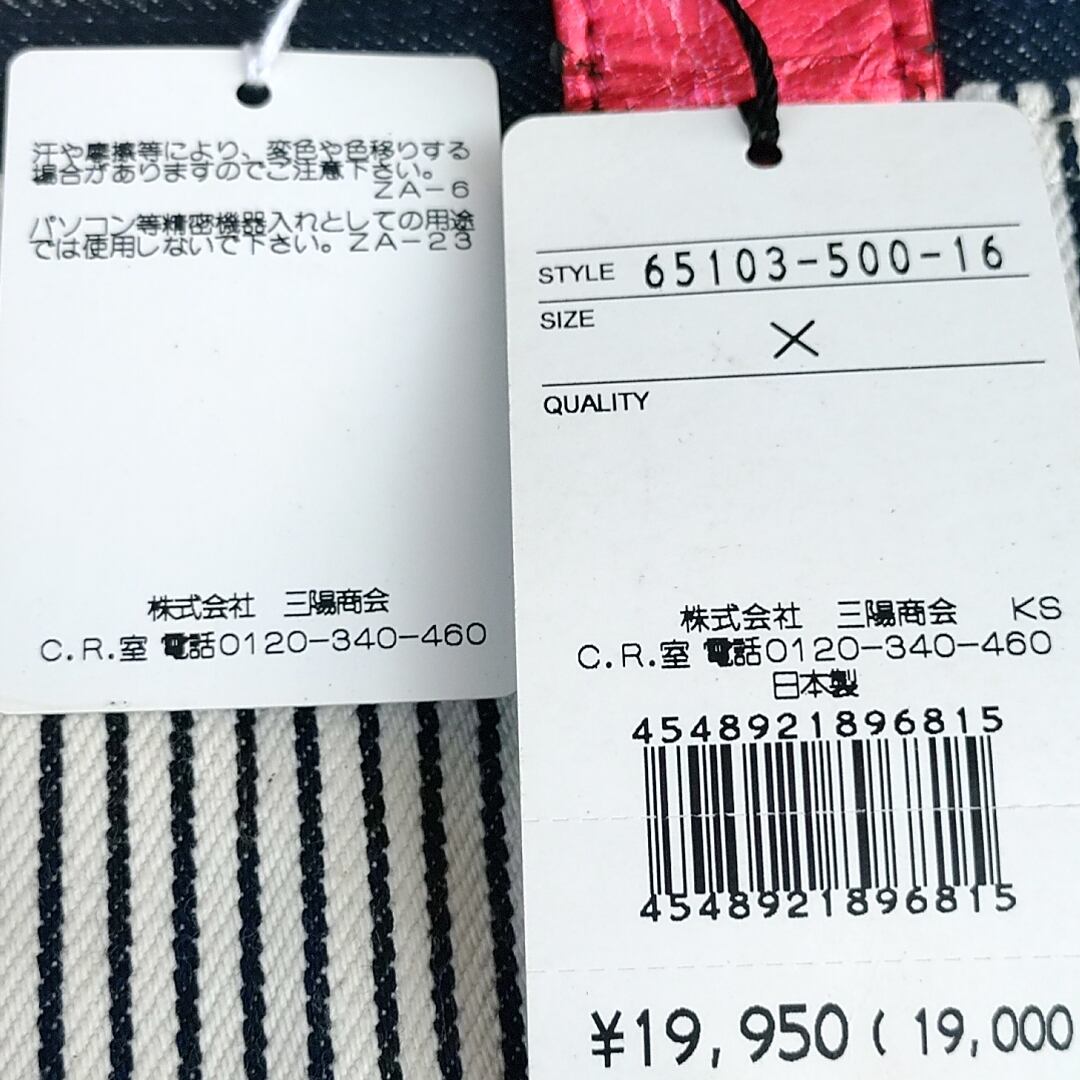 汗や摩擦等により、変色や色移りする
場合がありますのでご注意下さい。
ZA-6
パソコン等精密機器入れとしての用途
では使用しないで下さい。ZA-23
株式会社 三陽商会
C.R.室 電話0120-340-460
STYLE 65103-500-16
SIZE ×
QUALITY
株式会社 三陽商会 KS
C.R.室 電話0120-340-460
日本製
4548921896815
4548921896815
¥19,950 ( 19,000